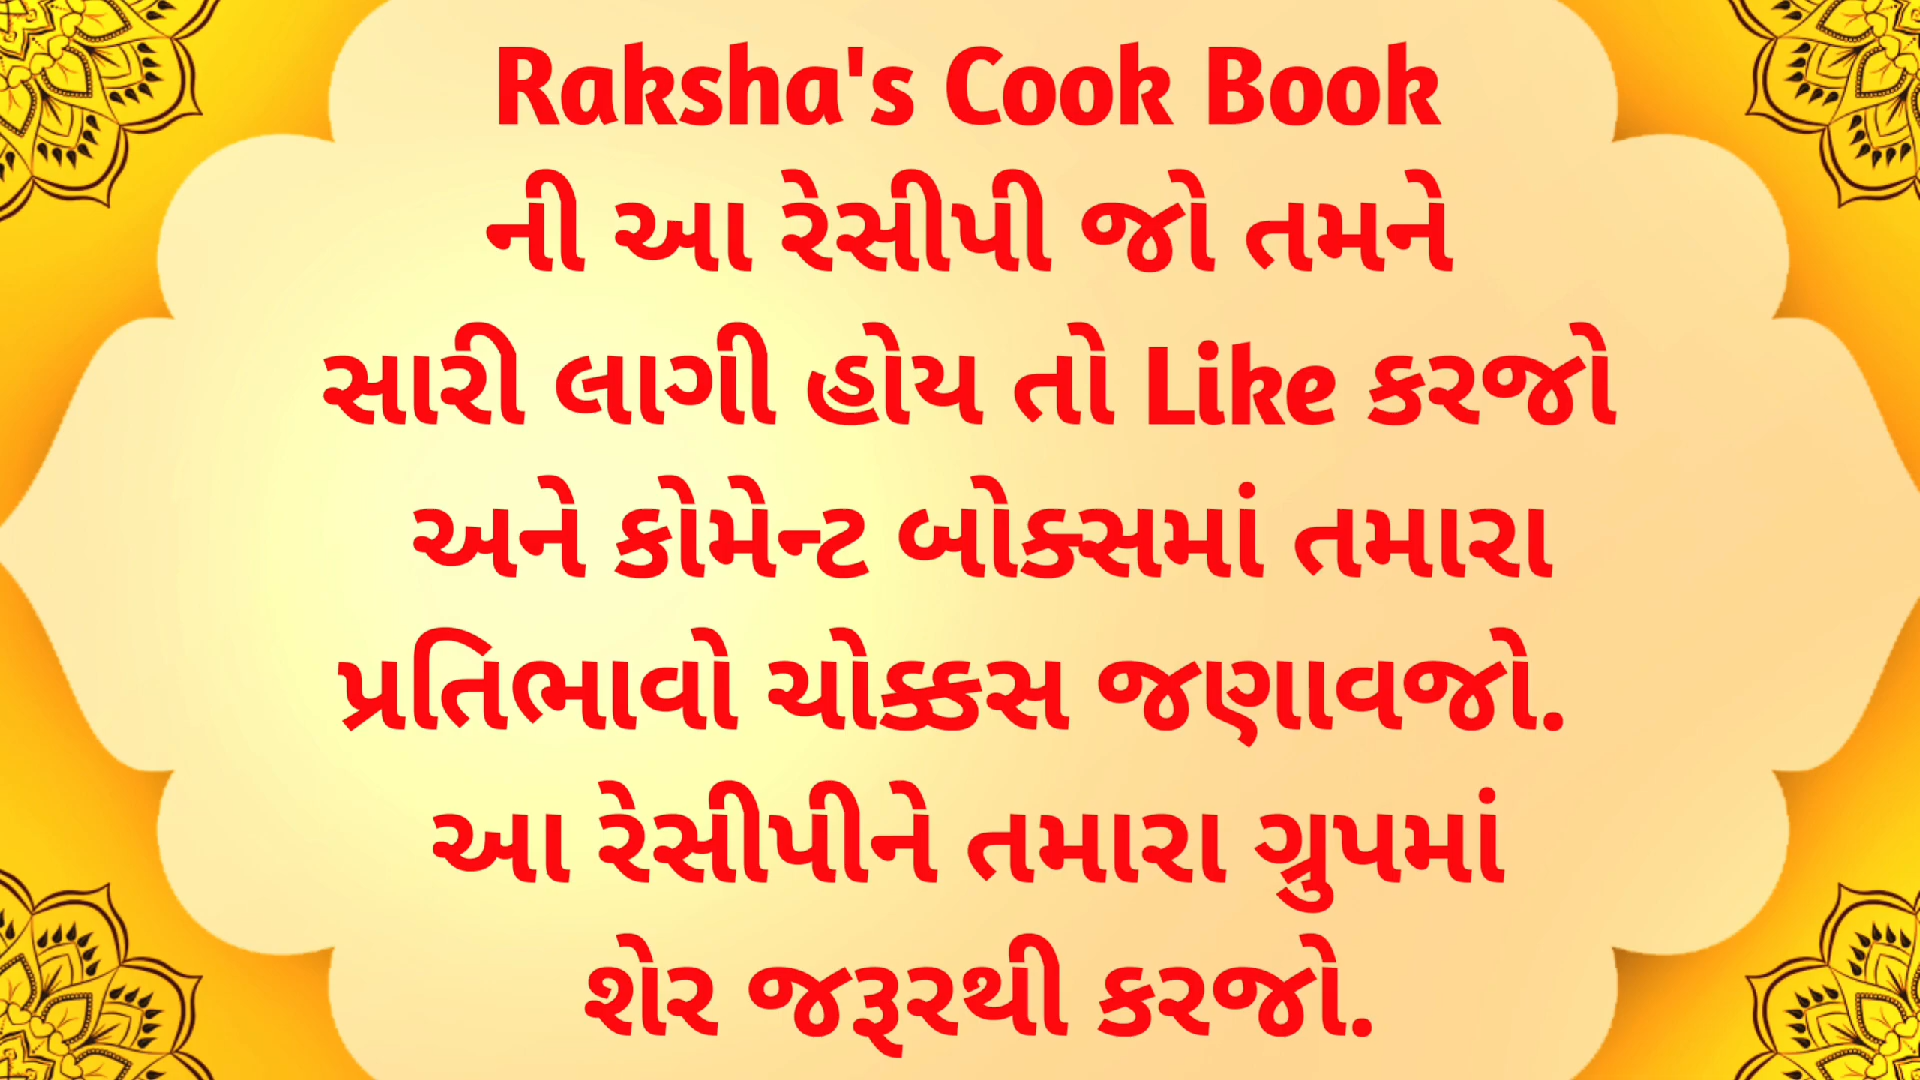 Raksha's Cook Book
ની આ રેસીપી જો તમને
સારી લાગી હોય તો Like કરજો
અને કોમેન્ટ બોક્સમાં તમારા
પ્રતિભાવો ચોક્કસ જણાવજો.
આ રેસીપીને તમારા ગ્રુપમાં
શેર જરૂરથી કરજો.